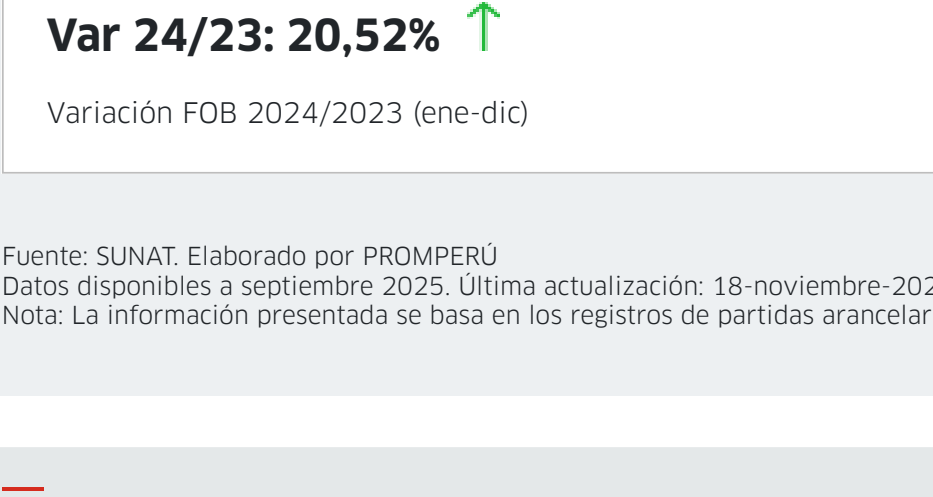 Var 24/23: 20,52% ↑
Variación FOB 2024/2023 (ene-dic)
Fuente: SUNAT. Elaborado por PROMPERÚ
Datos disponibles a septiembre 2025. Última actualización: 18-noviembre-202
Nota: La información presentada se basa en los registros de partidas arancelar